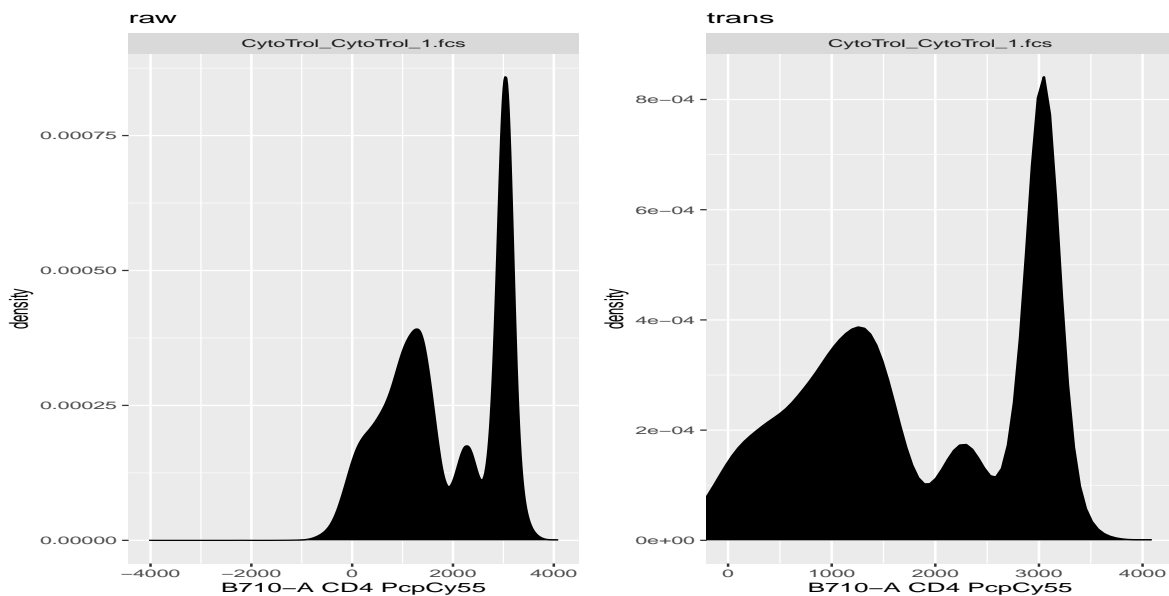 raw
CytoTrol_CytoTrol_1.fcs
0.00075
0.00050
0.00025
0.00000
density
−4000 −2000 0 2000 4000
B710−A CD4 PcpCy55
trans
CytoTrol_CytoTrol_1.fcs
8e−04
6e−04
4e−04
2e−04
0e+00
density
0 1000 2000 3000 4000
B710−A CD4 PcpCy55